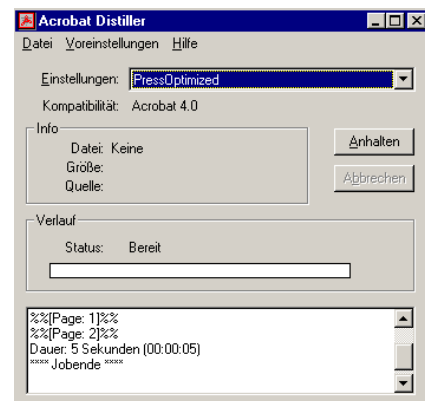 Acrobat Distiller
Datei Voreinstellungen Hilfe
Einstellungen: PressOptimized
Kompatibilität: Acrobat 4.0
Info
Datei: Keine
Größe:
Quelle:
Anhalten
Abbrechen
Verlauf
Status: Bereit
%%[Page: 1]%%
%%[Page: 2]%%
Dauer: 5 Sekunden (00:00:05)
**** Jobende ****